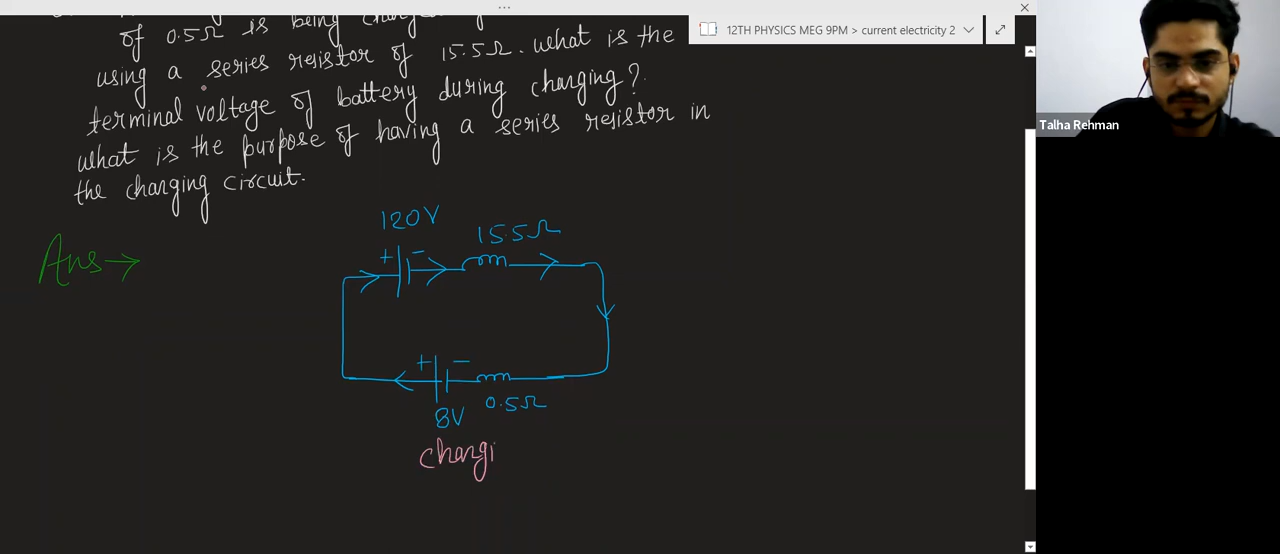 of 0.5Ω is being
using a series resistor of 15.5Ω. what is the
terminal voltage of battery during charging?
what is the purpose of having a series resistor in
the charging circuit.
12TH PHYSICS MEG 9PM > current electricity 2
Talha Rehman
Ans →
120V
+ −
15.5Ω
+ −
8V
0.5Ω
chargi